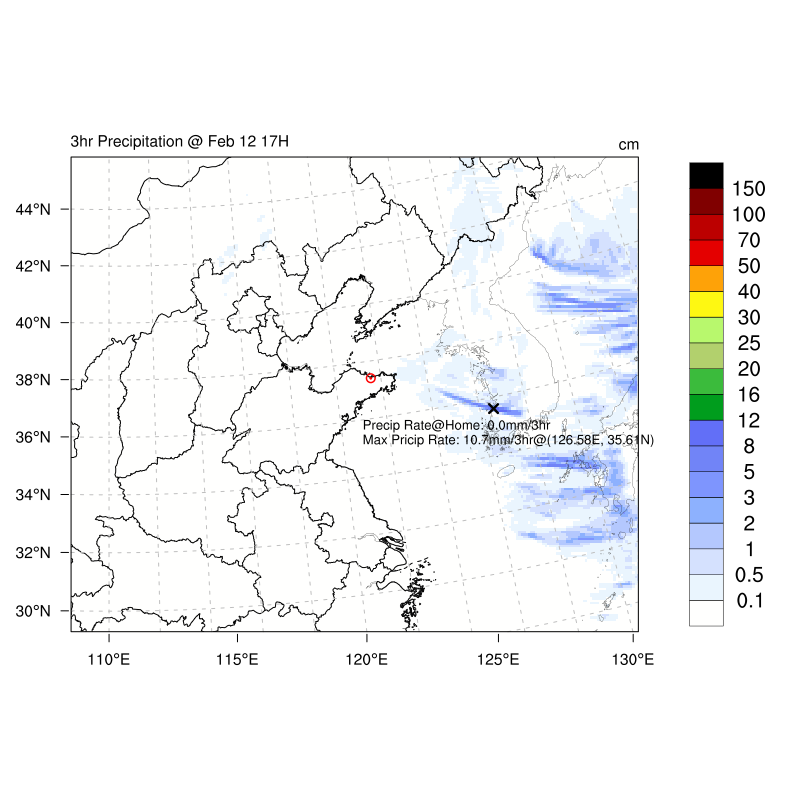 3hr Precipitation @ Feb 12 17H
cm
44°N
42°N
40°N
38°N
36°N
34°N
32°N
30°N
110°E
115°E
120°E
125°E
130°E
Precip Rate@Home: 0.0mm/3hr
Max Pricip Rate: 10.7mm/3hr@(126.58E, 35.61N)
150
100
70
50
40
30
25
20
16
12
8
5
3
2
1
0.5
0.1